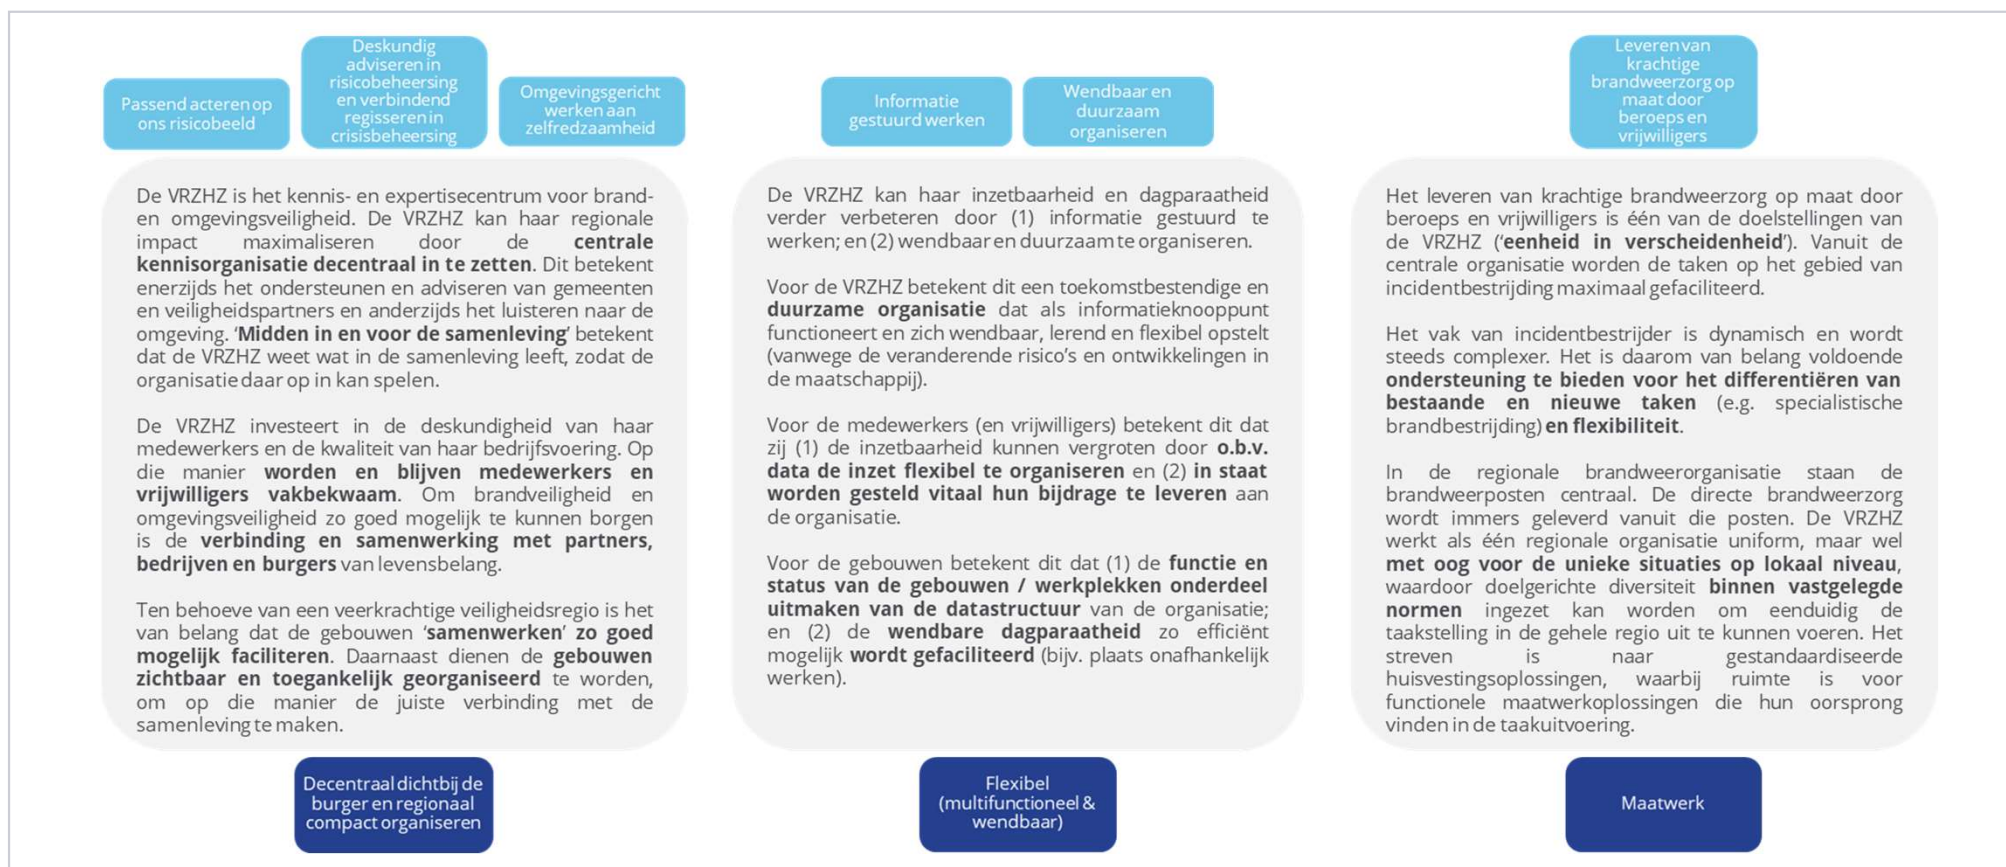 Passend acteren op
ons risicobeeld
Deskundig
adviseren in
risicobeheersing
en verbindend
regisseren in
crisisbeheersing
Omgevingsgericht
werken aan
zelfredzaamheid
De VRZHZ is het kennis- en expertisecentrum voor brand-
en omgevingsveiligheid. De VRZHZ kan haar regionale
impact maximaliseren door de centrale
kennisorganisatie decentraal in te zetten. Dit betekent
enerzijds het ondersteunen en adviseren van gemeenten
en veiligheidspartners en anderzijds het luisteren naar de
omgeving. ‘Midden in en voor de samenleving’ betekent
dat de VRZHZ weet wat in de samenleving leeft, zodat de
organisatie daar op in kan spelen.
De VRZHZ investeert in de deskundigheid van haar
medewerkers en de kwaliteit van haar bedrijfsvoering. Op
die manier worden en blijven medewerkers en
vrijwilligers vakbekwaam. Om brandveiligheid en
omgevingsveiligheid zo goed mogelijk te kunnen borgen
is de verbinding en samenwerking met partners,
bedrijven en burgers van levensbelang.
Ten behoeve van een veerkrachtige veiligheidsregio is het
van belang dat de gebouwen ‘samenwerken’ zo goed
mogelijk faciliteren. Daarnaast dienen de gebouwen
zichtbaar en toegankelijk georganiseerd te worden,
om op die manier de juiste verbinding met de
samenleving te maken.
Decentraal dichtbij de
burger en regionaal
compact organiseren
Informatie
gestuurd werken
Wendbaar en
duurzaam
organiseren
De VRZHZ kan haar inzetbaarheid en dagparaatheid
verder verbeteren door (1) informatie gestuurd te
werken; en (2) wendbaar en duurzaam te organiseren.
Voor de VRZHZ betekent dit een toekomstbestendige en
duurzame organisatie dat als informatieknooppunt
functioneert en zich wendbaar, lerend en flexibel opstelt
(vanwege de veranderende risico’s en ontwikkelingen in
de maatschappij).
Voor de medewerkers (en vrijwilligers) betekent dit dat
zij (1) de inzetbaarheid kunnen vergroten door o.b.v.
data de inzet flexibel te organiseren en (2) in staat
worden gesteld vitaal hun bijdrage te leveren aan
de organisatie.
Voor de gebouwen betekent dit dat (1) de functie en
status van de gebouwen / werkplekken onderdeel
uitmaken van de datastructuur van de organisatie;
en (2) de wendbare dagparaatheid zo efficiënt
mogelijk wordt gefaciliteerd (bijv. plaats onafhankelijk
werken).
Flexibel
(multifunctioneel &
wendbaar)
Leveren van
krachtige
brandweerzorg op
maat door
beroeps en
vrijwilligers
Het leveren van krachtige brandweerzorg op maat door
beroeps en vrijwilligers is één van de doelstellingen van
de VRZHZ (‘eenheid in verscheidenheid’). Vanuit de
centrale organisatie worden de taken op het gebied van
incidentbestrijding maximaal gefaciliteerd.
Het vak van incidentbestrijder is dynamisch en wordt
steeds complexer. Het is daarom van belang voldoende
ondersteuning te bieden voor het differentiëren van
bestaande en nieuwe taken (e.g. specialistische
brandbestrijding) en flexibiliteit.
In de regionale brandweerorganisatie staan de
brandweerposten centraal. De directe brandweerzorg
wordt immers geleverd vanuit die posten. De VRZHZ
werkt als één regionale organisatie uniform, maar wel
met oog voor de unieke situaties op lokaal niveau,
waardoor doelgerichte diversiteit binnen vastgelegde
normen ingezet kan worden om eenduidig de
taakstelling in de gehele regio uit te kunnen voeren. Het
streven is naar gestandaardiseerde
huisvestingsoplossingen, waarbij ruimte is voor
functionele maatwerkoplossingen die hun oorsprong
vinden in de taakuitvoering.
Maatwerk